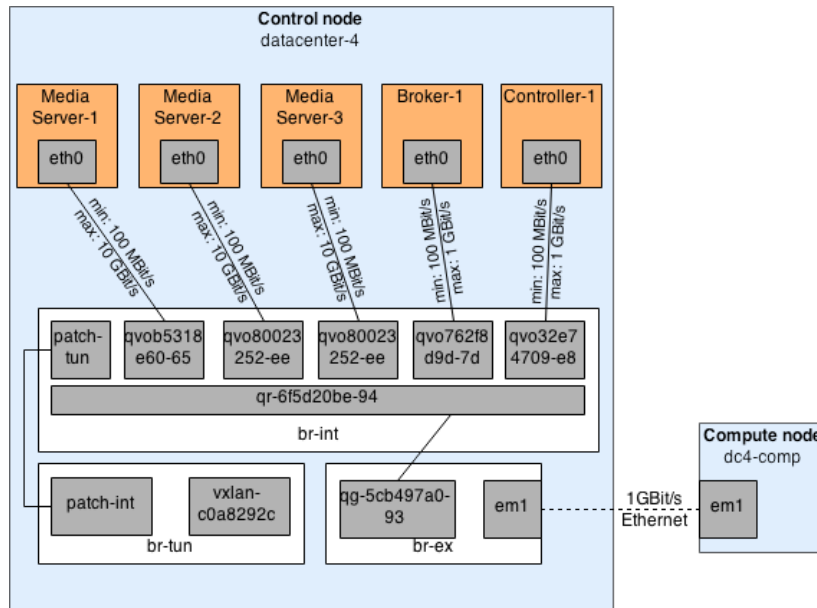 Control node
datacenter-4
Media
Server-1
Media
Server-2
Media
Server-3
Broker-1
Controller-1
eth0
eth0
eth0
eth0
eth0
min: 100 MBit/s
max: 10 GBit/s
min: 100 MBit/s
max: 10 GBit/s
min: 100 MBit/s
max: 10 GBit/s
min: 100 MBit/s
max: 1 GBit/s
min: 100 MBit/s
max: 1 GBit/s
patch-
tun
qvob5318
e60-65
qvo80023
252-ee
qvo80023
252-ee
qvo762f8
d9d-7d
qvo32e7
4709-e8
qr-6f5d20be-94
br-int
patch-int
vxlan-
c0a8292c
br-tun
qg-5cb497a0-
93
em1
br-ex
1GBit/s
Ethernet
Compute node
dc4-comp
em1